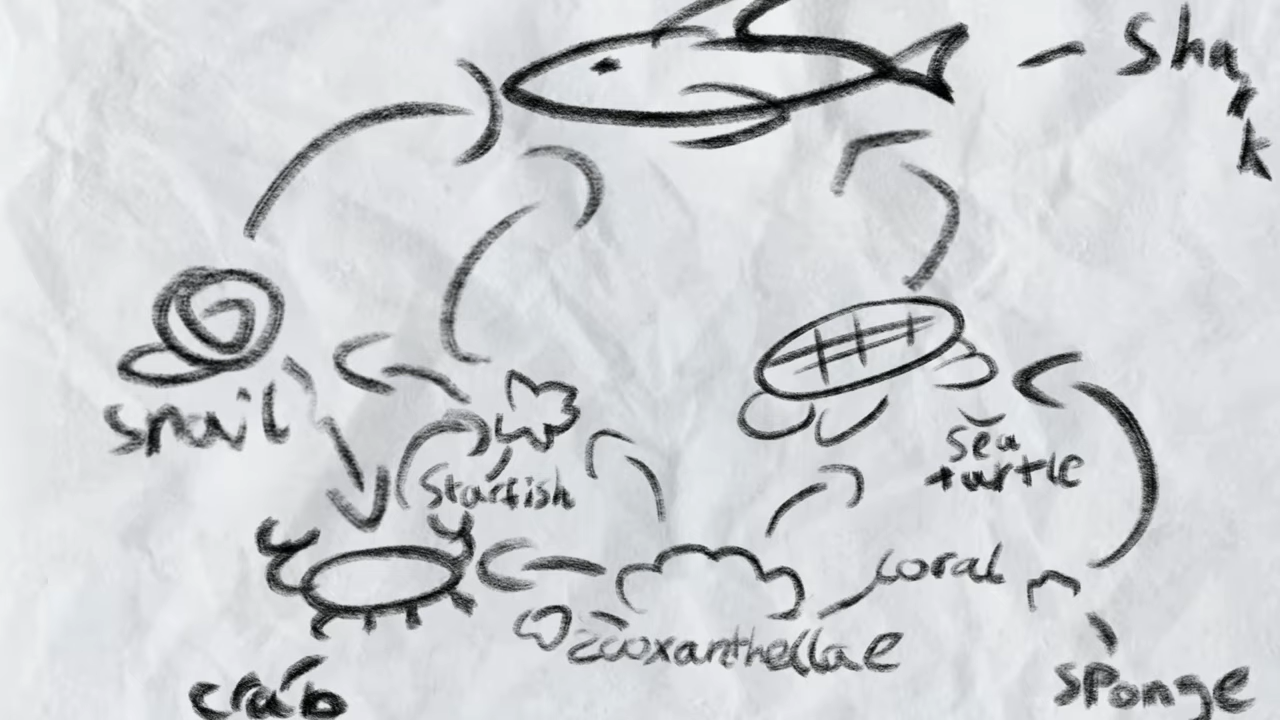 Shark
snail
Starfish
sea
turtle
coral
zooxanthellae
crab
sponge